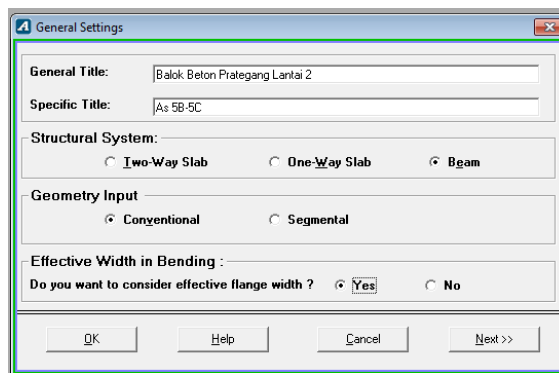 General Settings
General Title: Balok Beton Prategang Lantai 2
Specific Title: As 5B-5C
Structural System:
Two-Way Slab One-Way Slab Beam
Geometry Input
Conventional Segmental
Effective Width in Bending :
Do you want to consider effective flange width ? Yes No
OK Help Cancel Next >>